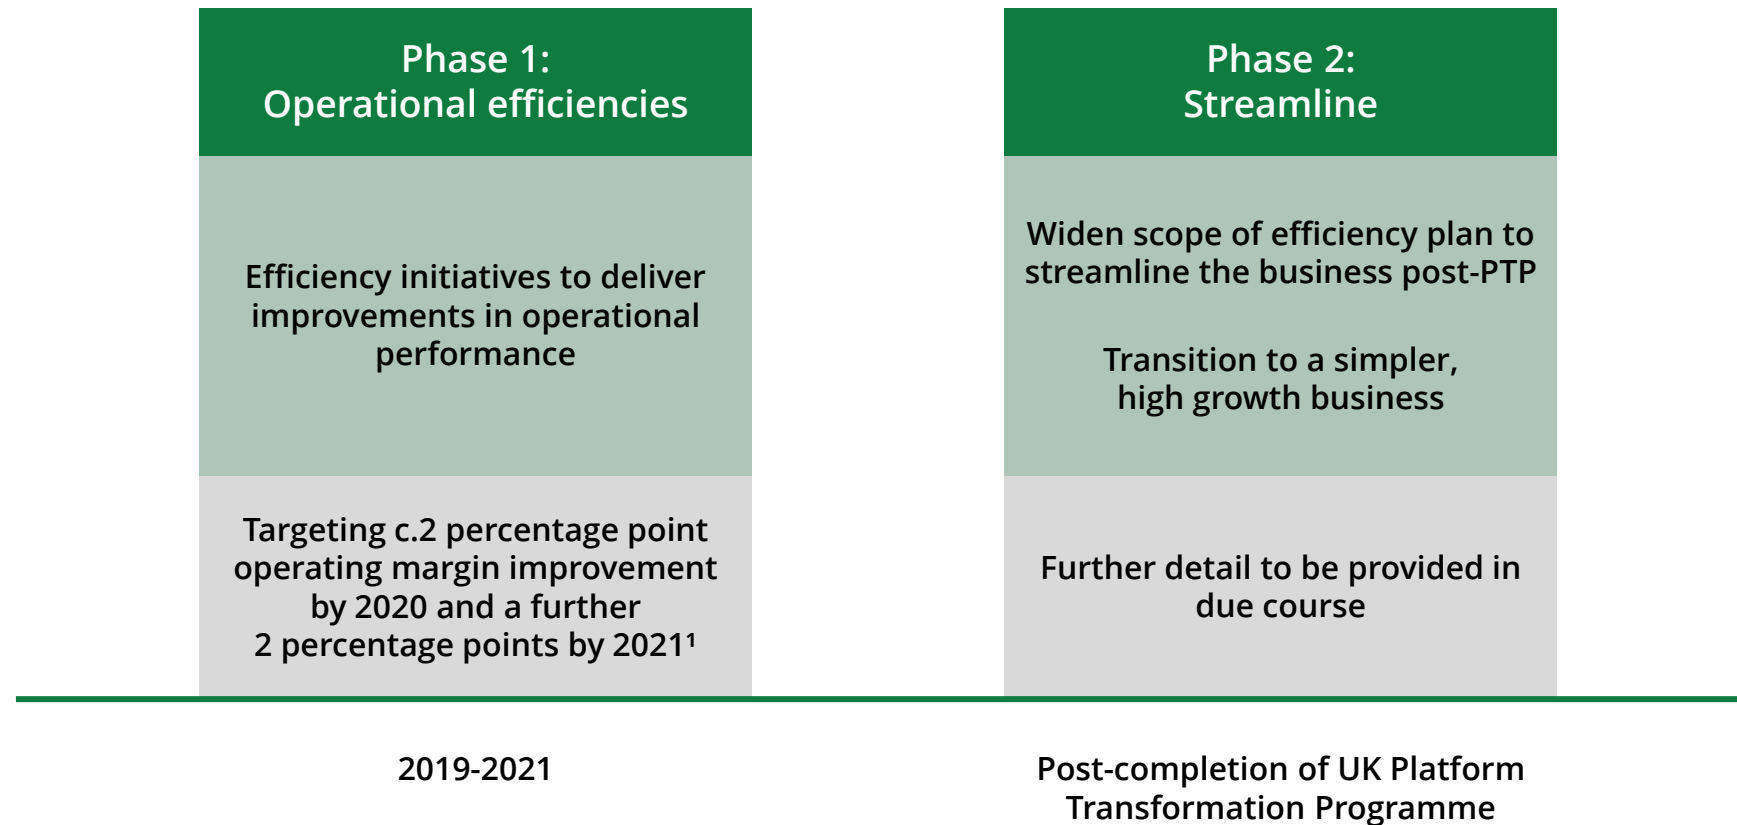 Phase 1:
Operational efficiencies
Efficiency initiatives to deliver
improvements in operational
performance
Targeting c.2 percentage point
operating margin improvement
by 2020 and a further
2 percentage points by 2021¹
2019-2021
Phase 2:
Streamline
Widen scope of efficiency plan to
streamline the business post-PTP
Transition to a simpler,
high growth business
Further detail to be provided in
due course
Post-completion of UK Platform
Transformation Programme